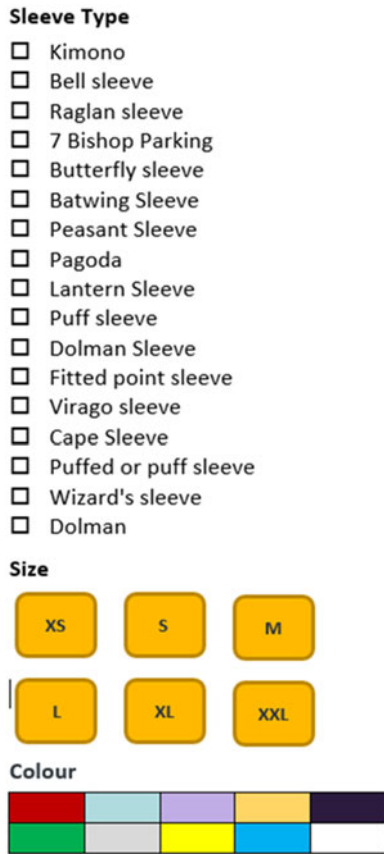 Sleeve Type
Kimono
Bell sleeve
Raglan sleeve
7 Bishop Parking
Butterfly sleeve
Batwing Sleeve
Peasant Sleeve
Pagoda
Lantern Sleeve
Puff sleeve
Dolman Sleeve
Fitted point sleeve
Virago sleeve
Cape Sleeve
Puffed or puff sleeve
Wizard's sleeve
Dolman
Size
XS S M
L XL XXL
Colour